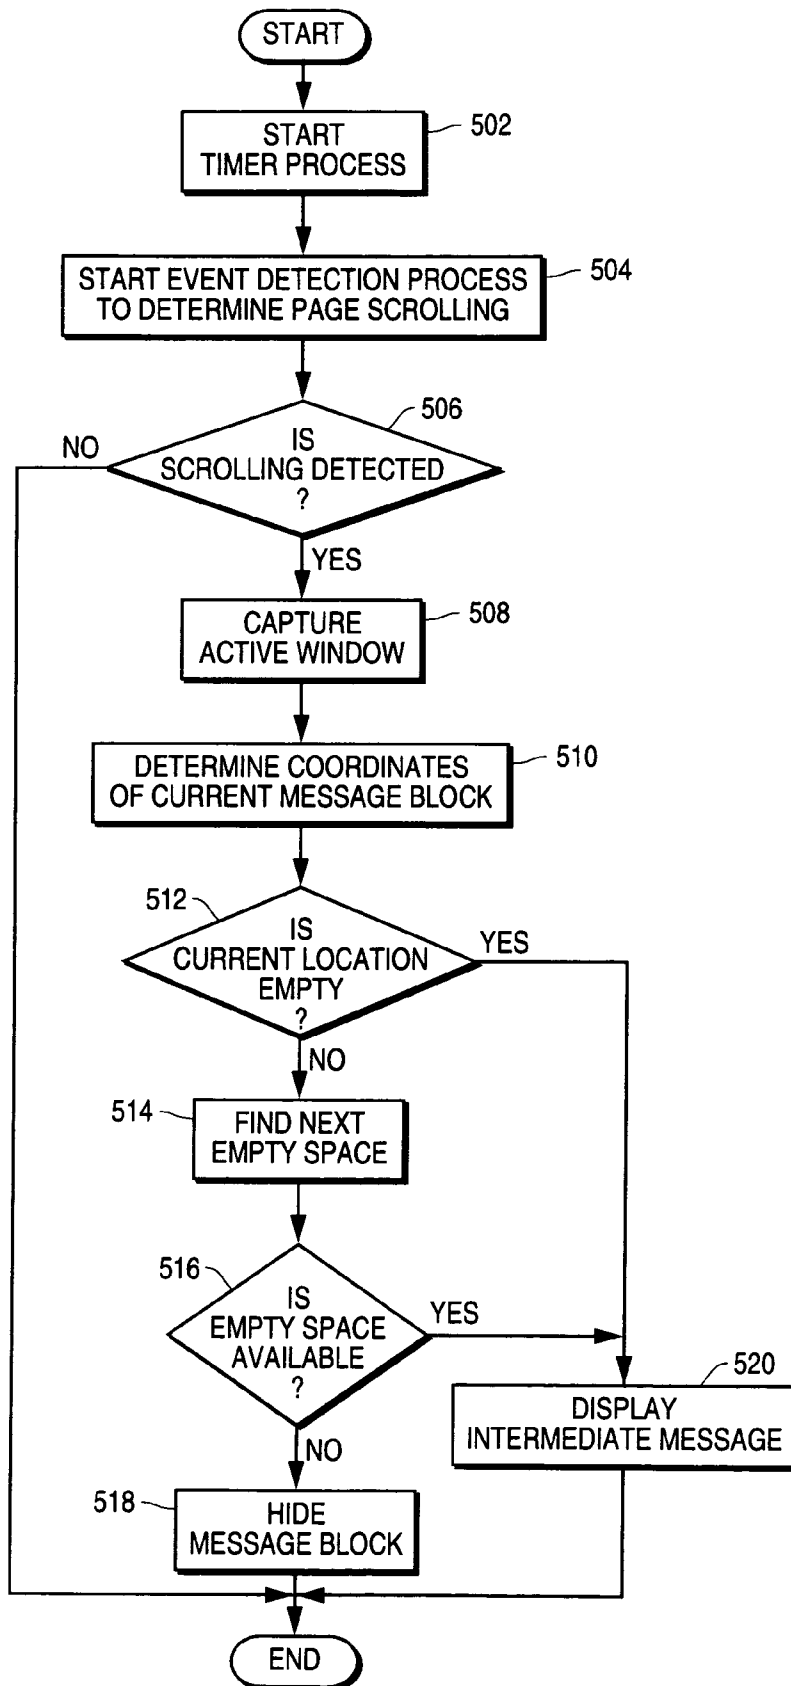 START
502
START
TIMER PROCESS
504
START EVENT DETECTION PROCESS
TO DETERMINE PAGE SCROLLING
506
NO
IS
SCROLLING DETECTED
?
YES
508
CAPTURE
ACTIVE WINDOW
510
DETERMINE COORDINATES
OF CURRENT MESSAGE BLOCK
512
IS
CURRENT LOCATION
EMPTY
?
YES
NO
514
FIND NEXT
EMPTY SPACE
516
IS
EMPTY SPACE
AVAILABLE
?
YES
520
DISPLAY
INTERMEDIATE MESSAGE
NO
518
HIDE
MESSAGE BLOCK
END